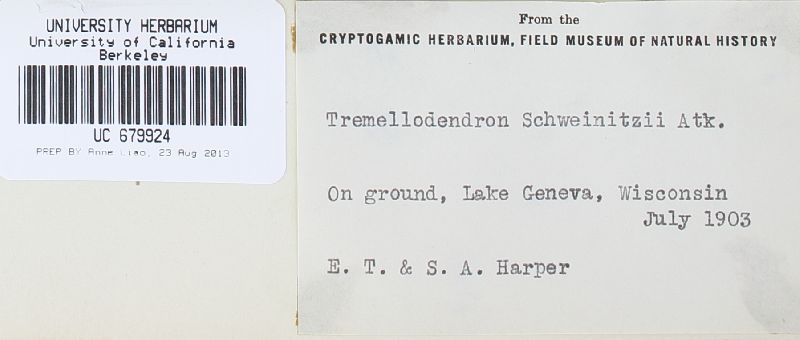 UNIVERSITY HERBARIUM
University of California
Berkeley
UC 679924
PREP BY Anne Liao, 23 Aug 2013
From the
CRYPTOGAMIC HERBARIUM, FIELD MUSEUM OF NATURAL HISTORY
Tremellodendron Schweinitzii Atk.
On ground, Lake Geneva, Wisconsin
July 1903
E. T. & S. A. Harper